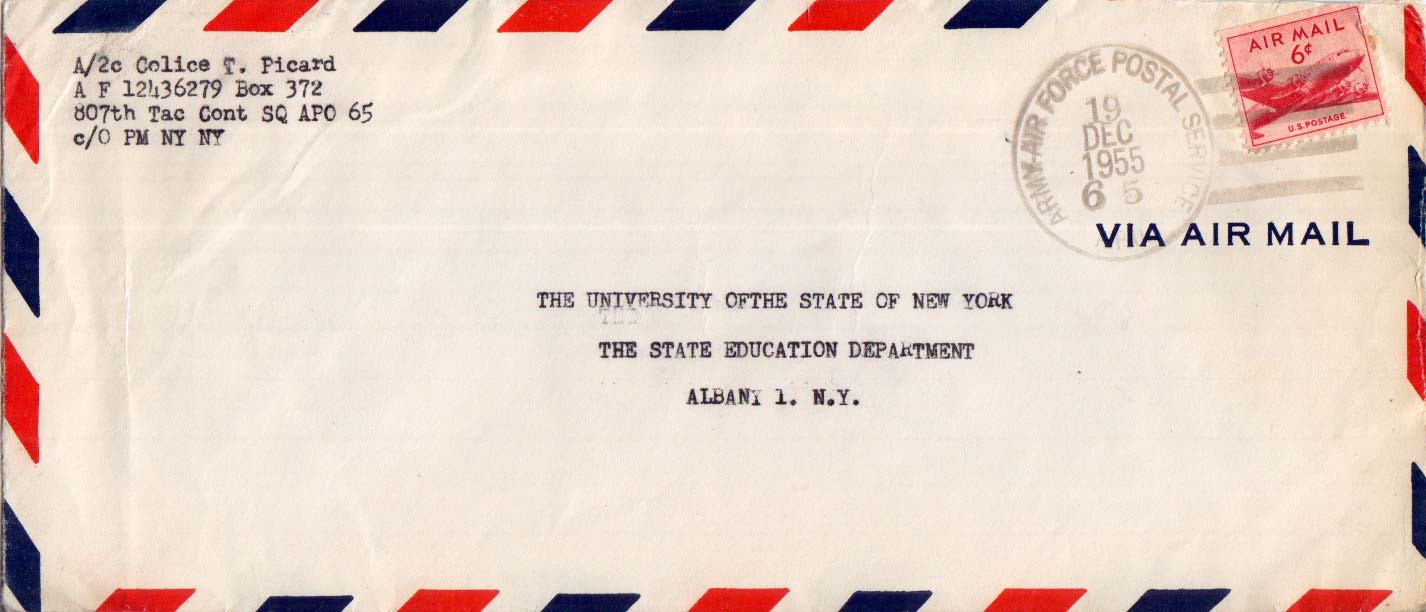 A/2c Colice T. Picard
A F 12436279 Box 372
807th Tac Cont SQ APO 65
c/O PM NY NY
ARMY-AIR FORCE POSTAL SERVICE
19
DEC
1955
6 5
AIR MAIL
6¢
U.S. POSTAGE
VIA AIR MAIL
THE UNIVERSITY OFTHE STATE OF NEW YORK
THE STATE EDUCATION DEPARTMENT
ALBANY 1. N.Y.